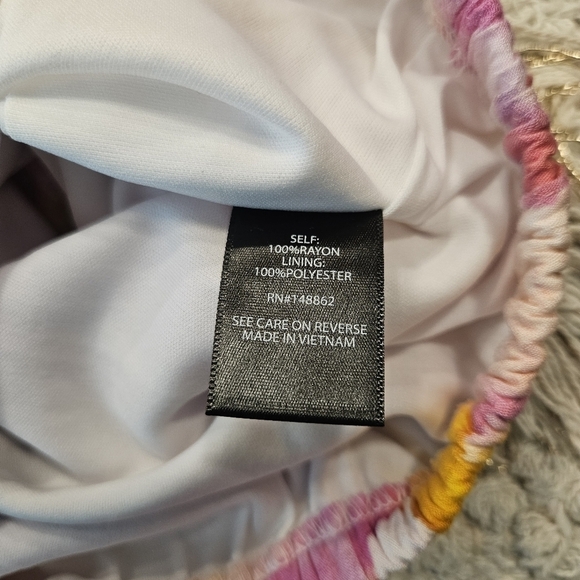 SELF:
100%RAYON
LINING:
100%POLYESTER
RN#148862
SEE CARE ON REVERSE
MADE IN VIETNAM